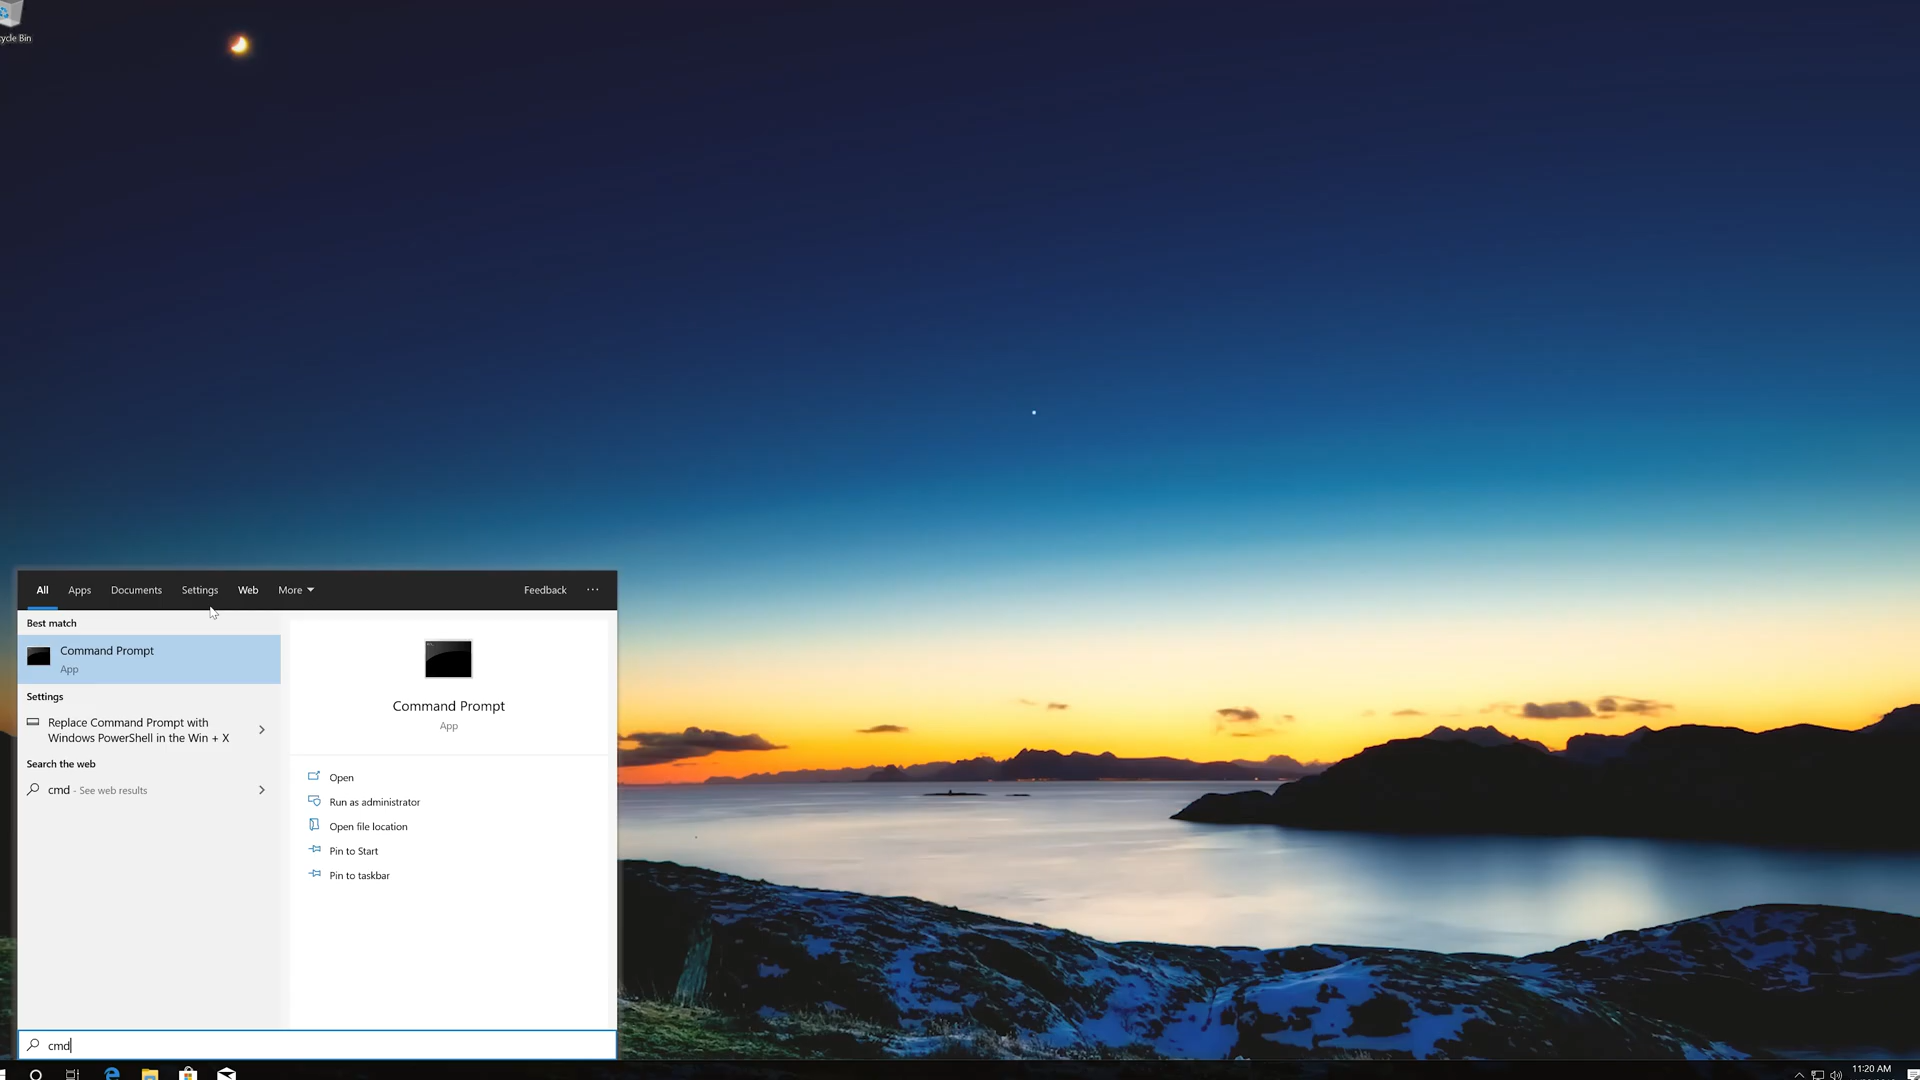 cycle Bin
All Apps Documents Settings Web More Feedback ...
Best match
Command Prompt
App
Settings
Replace Command Prompt with
Windows PowerShell in the Win + X
Search the web
cmd - See web results
Command Prompt
App
Open
Run as administrator
Open file location
Pin to Start
Pin to taskbar
cmd
11:20 AM